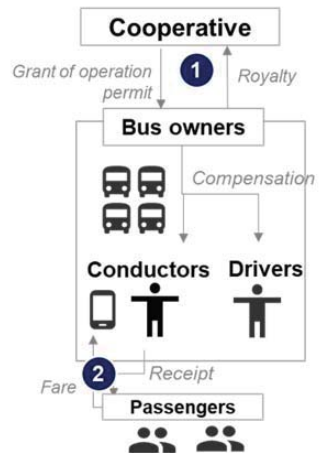 Cooperative
1
Grant of operation
permit
Royalty
Bus owners
Compensation
Conductors
Drivers
2
Fare
Receipt
Passengers